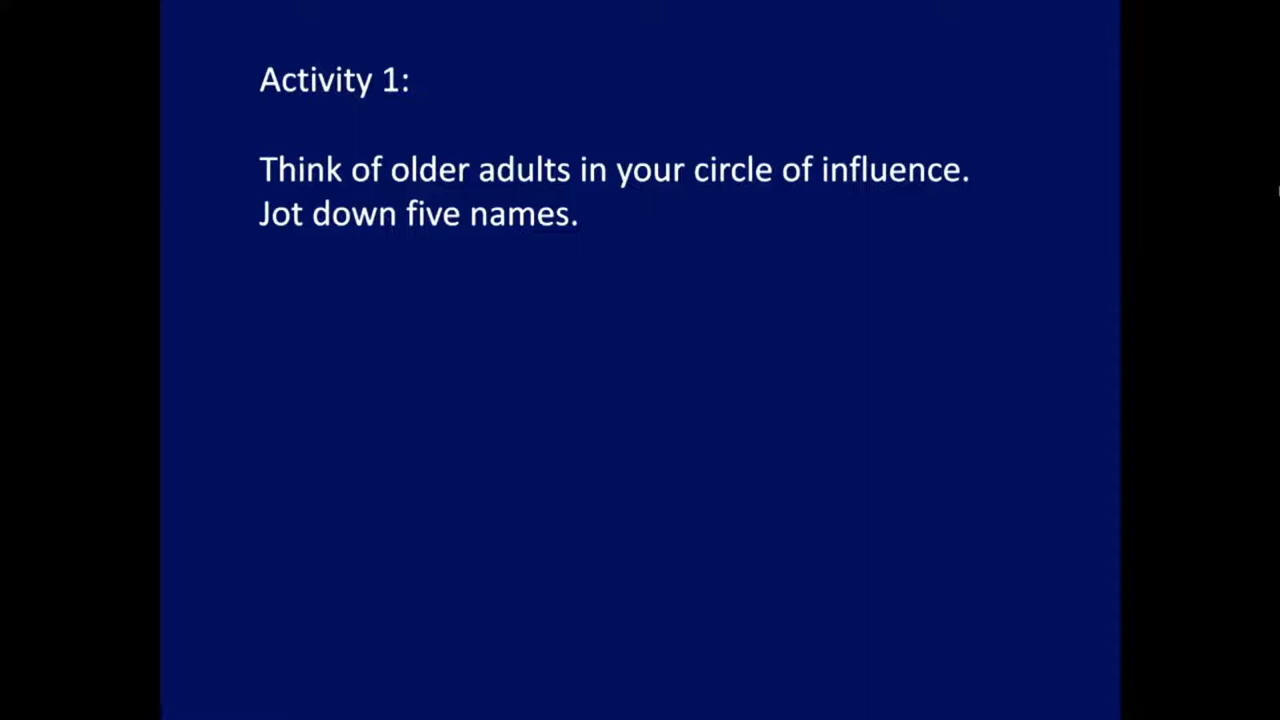 Activity 1:
Think of older adults in your circle of influence.
Jot down five names.